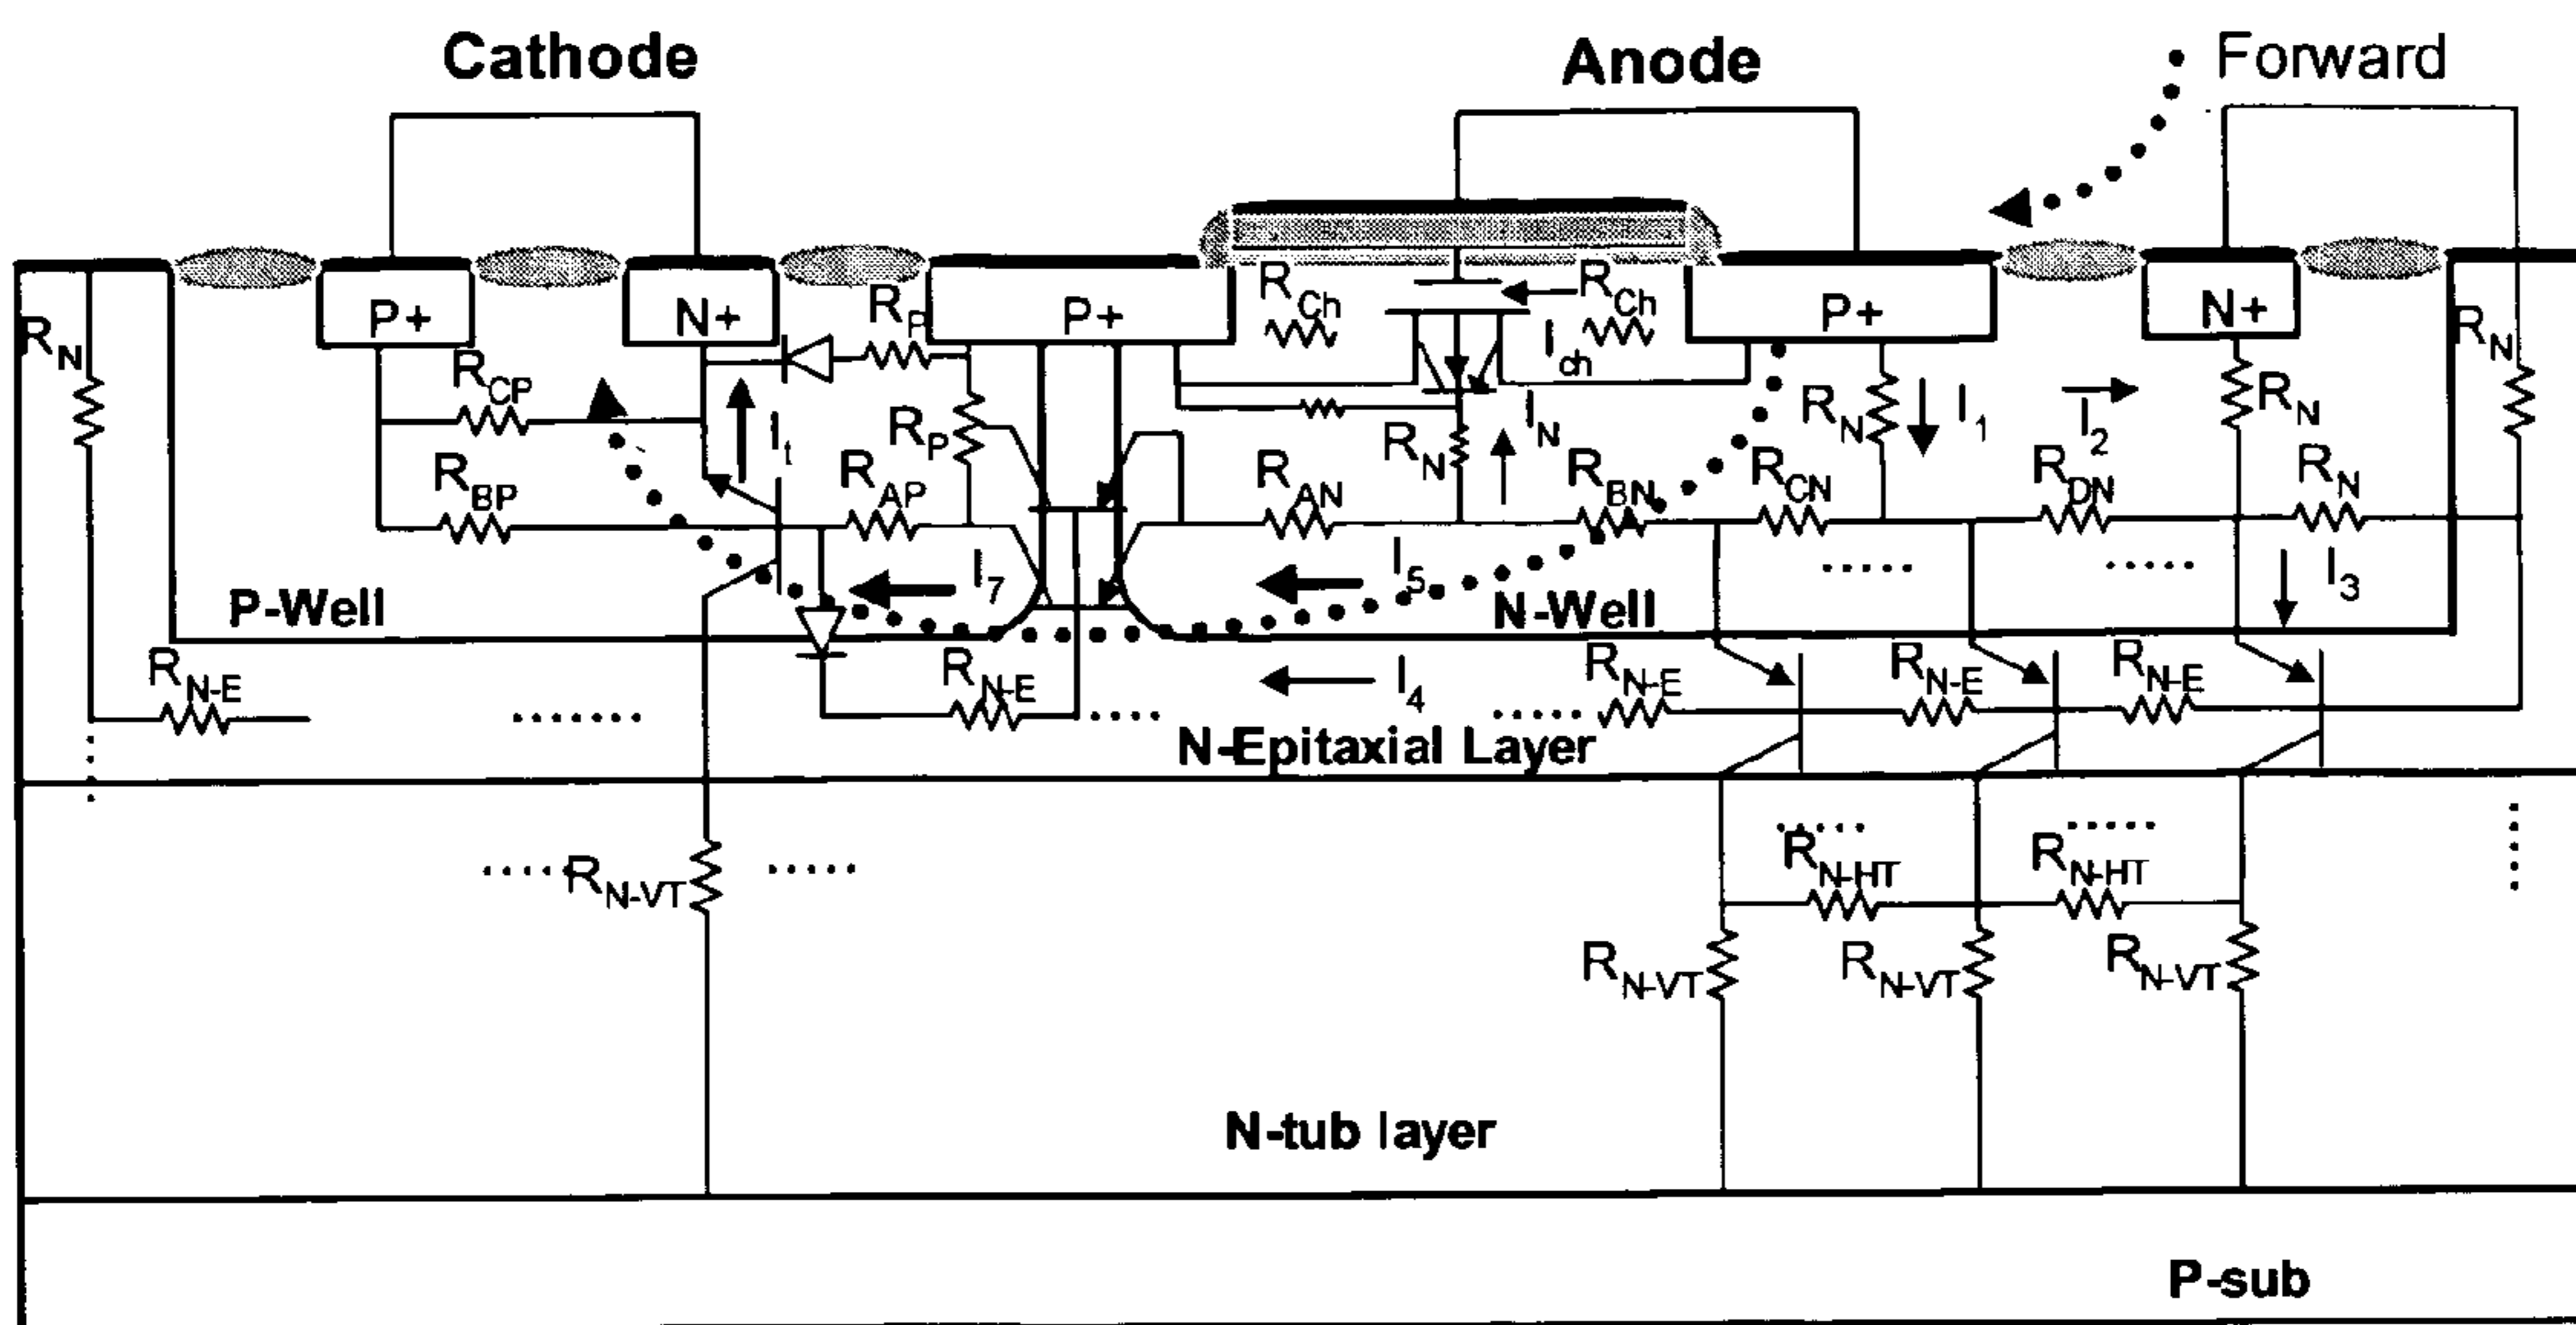 Cathode
Anode
Forward
P+
N+
P+
P+
N+
R_N
R_CP
R_P
R_Ch
R_Ch
I_ch
R_N
R_BP
I_t
R_P
R_AP
R_AN
R_N
I_N
R_BN
R_CN
R_N
I_1
I_2
R_DN
R_N
R_N
P-Well
I_7
I_5
N-Well
I_3
R_N-E
R_N-E
I_4
R_N-E
R_N-E
R_N-E
N-Epitaxial Layer
R_N-VT
R_N-HT
R_N-HT
R_N-VT
R_N-VT
R_N-VT
N-tub layer
P-sub